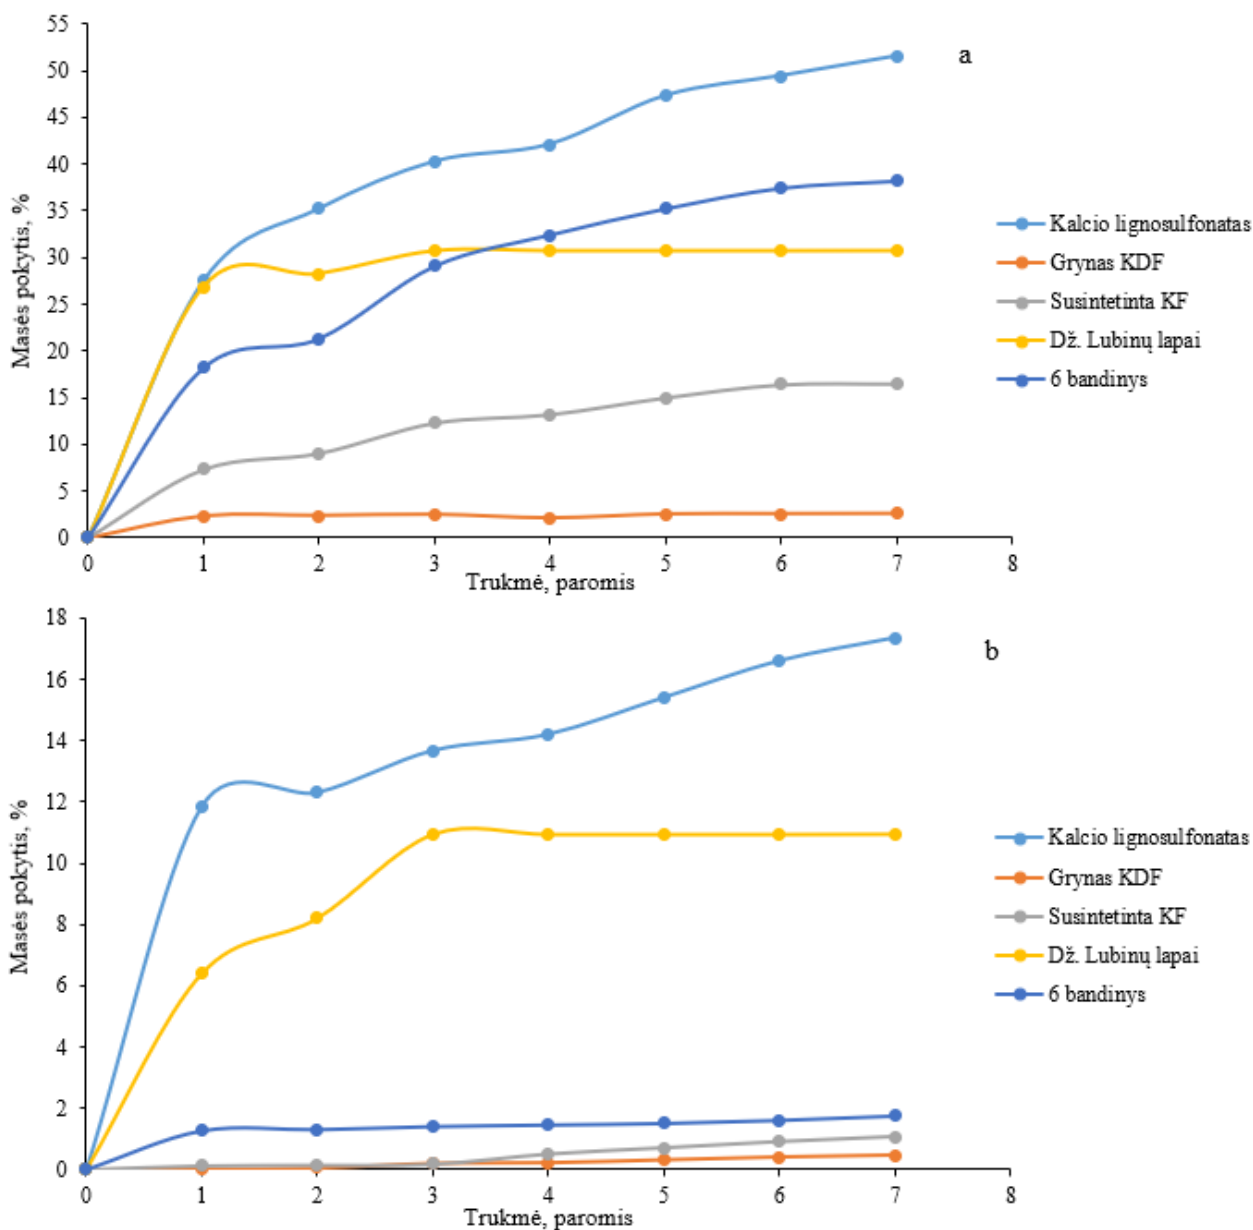 55
50
45
40
35
30
25
20
15
10
5
0
Masės pokytis, %
a
Kalcio lignosulfonatas
Grynas KDF
Susintetinta KF
Dž. Lubinų lapai
6 bandinys
0 1 2 3 4 5 6 7 8
Trukmė, paromis
18
16
14
12
10
8
6
4
2
0
Masės pokytis, %
b
Kalcio lignosulfonatas
Grynas KDF
Susintetinta KF
Dž. Lubinų lapai
6 bandinys
0 1 2 3 4 5 6 7 8
Trukmė, paromis